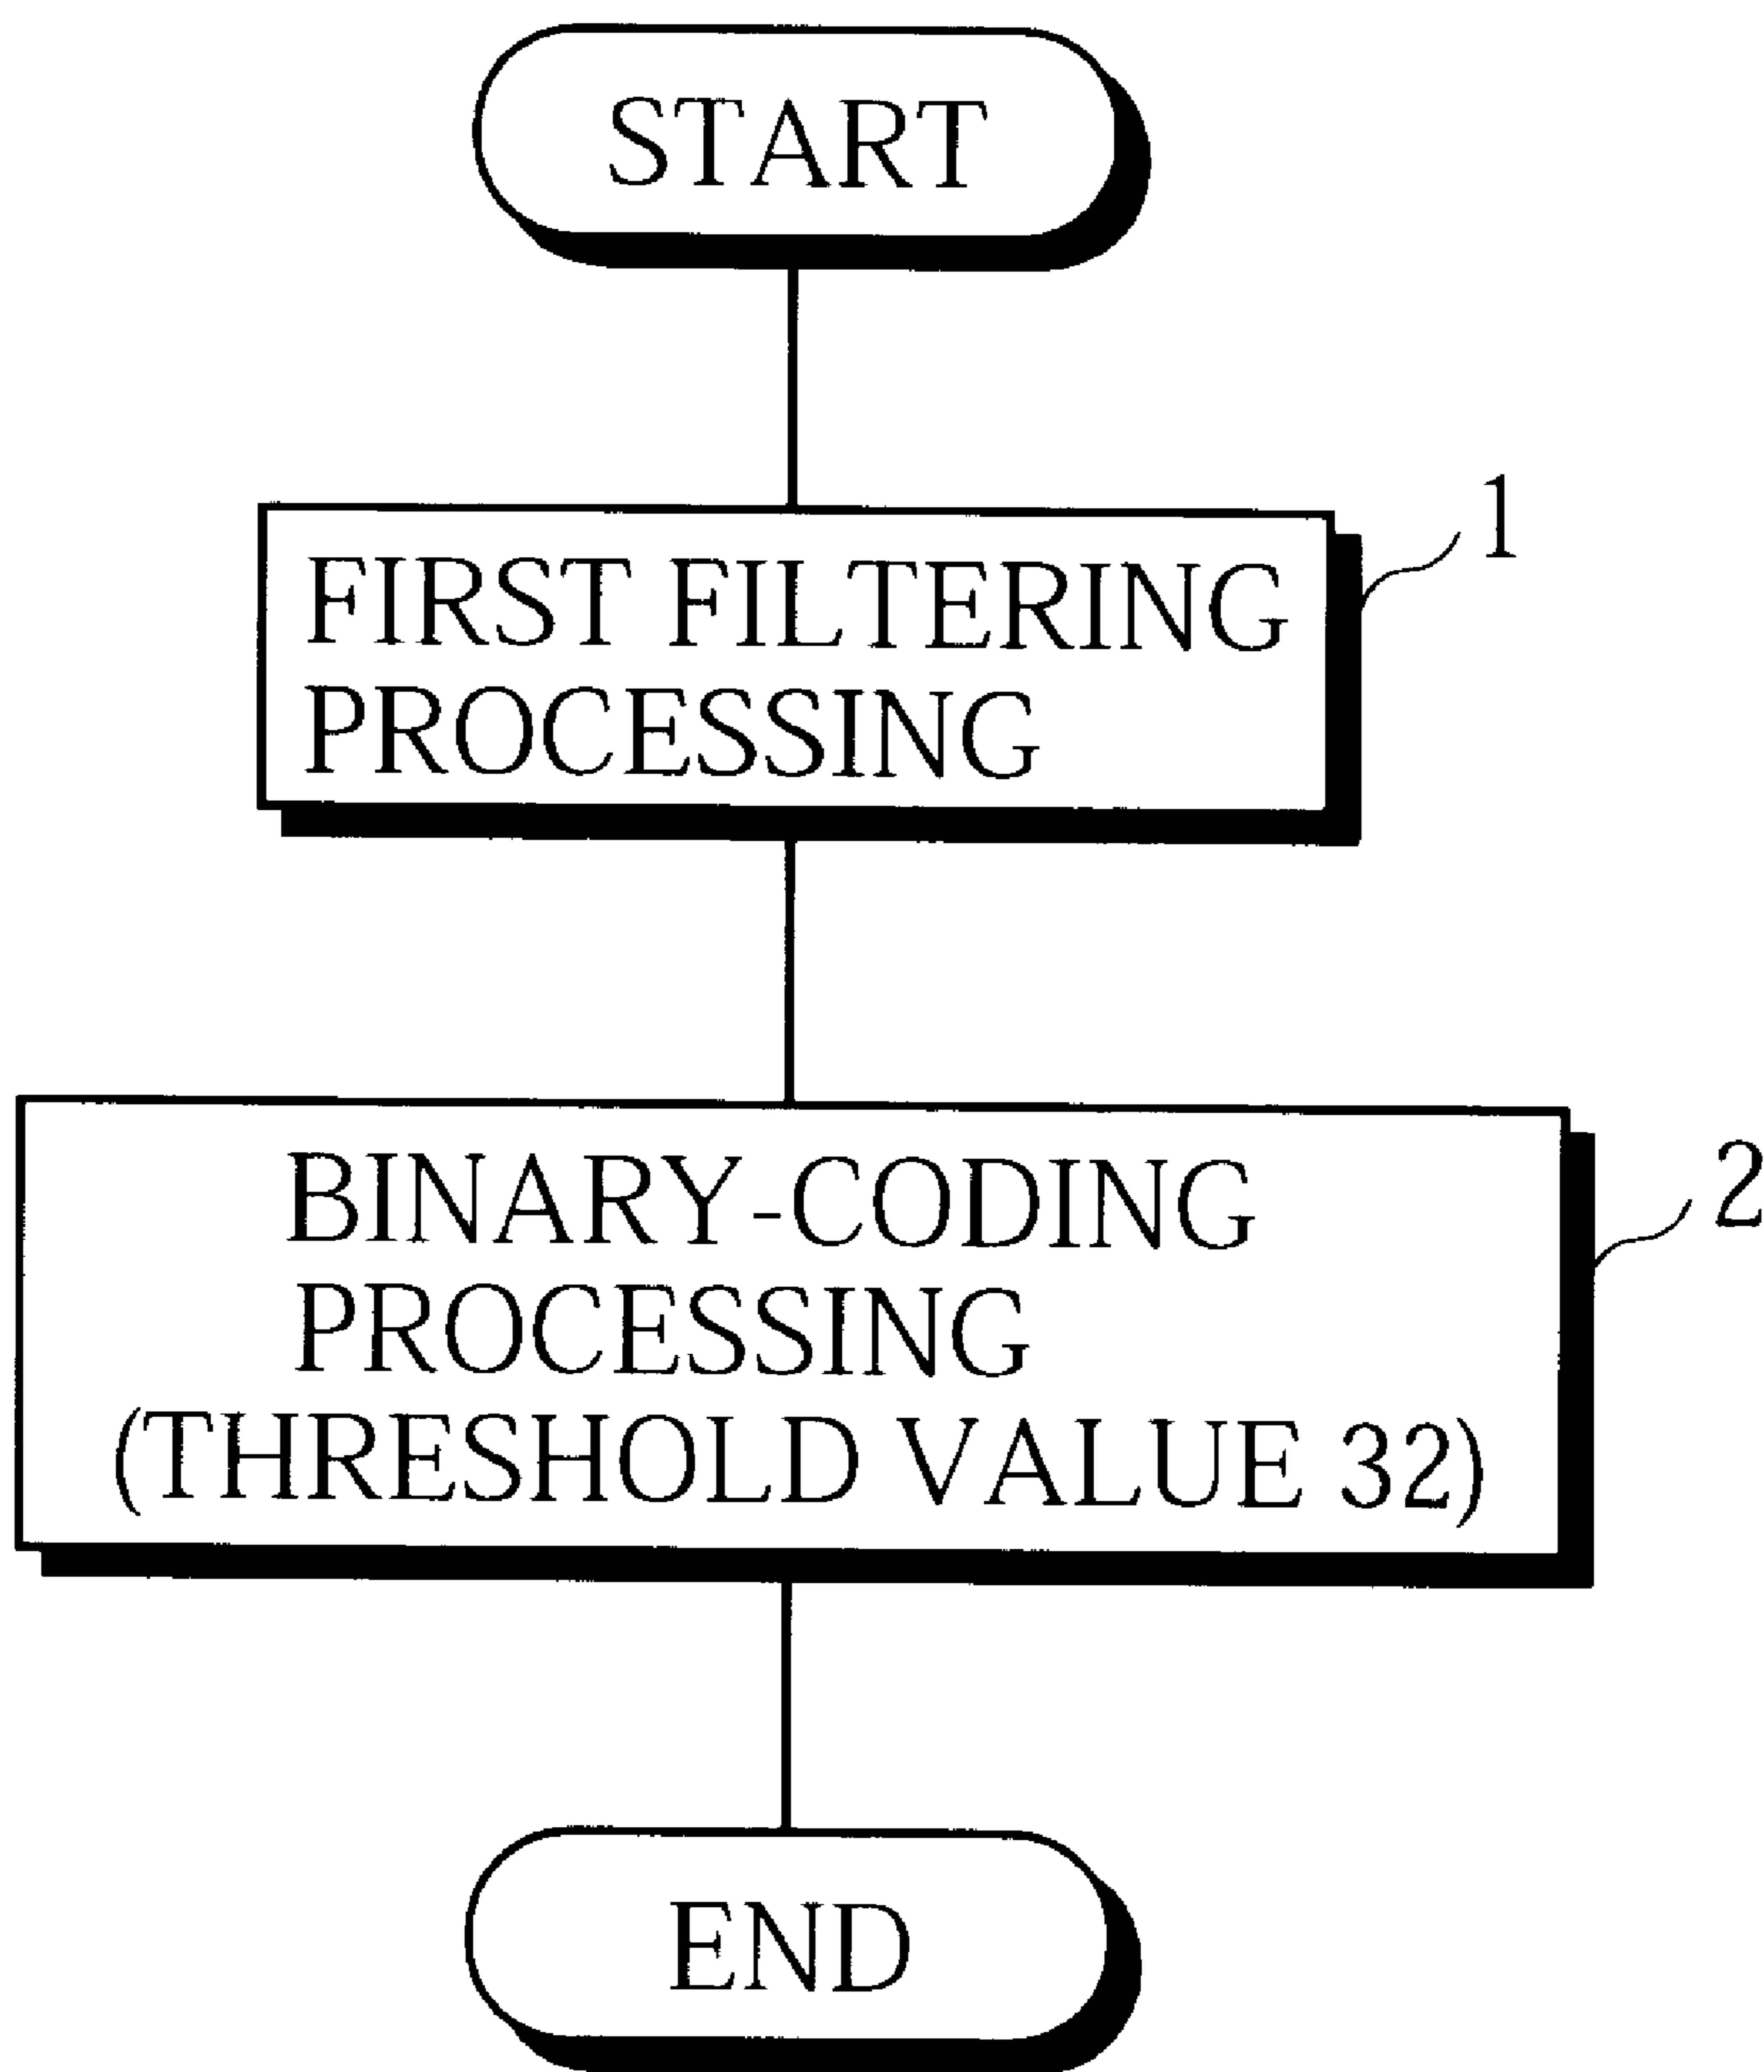 START
1
FIRST FILTERING
PROCESSING
2
BINARY-CODING
PROCESSING
(THRESHOLD VALUE 32)
END